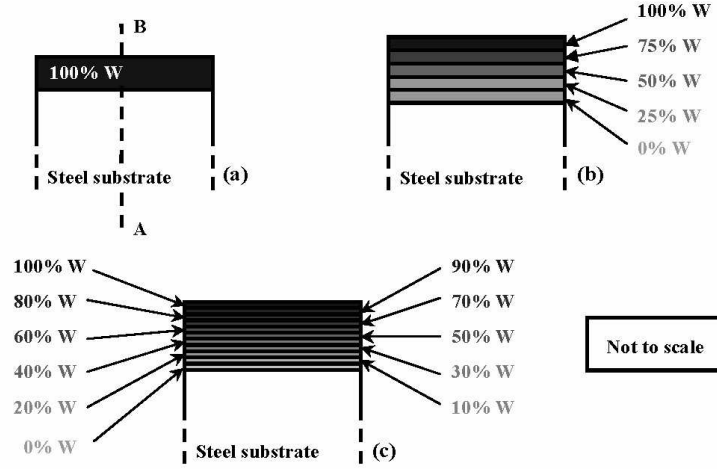 B
100% W
Steel substrate
(a)
A
100% W
75% W
50% W
25% W
0% W
Steel substrate
(b)
100% W
80% W
60% W
40% W
20% W
0% W
90% W
70% W
50% W
30% W
10% W
Steel substrate
(c)
Not to scale